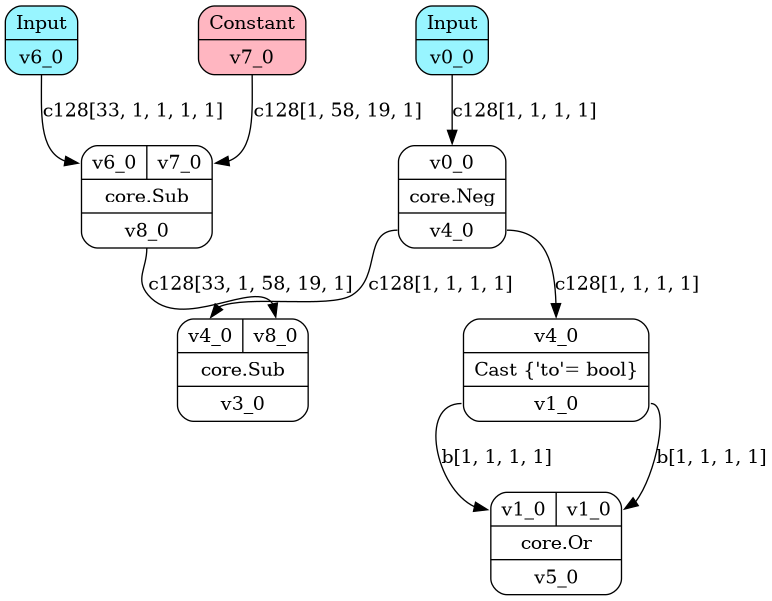 Input
v6_0
Constant
v7_0
Input
v0_0
c128[33, 1, 1, 1, 1]
c128[1, 58, 19, 1]
c128[1, 1, 1, 1]
v6_0 v7_0
core.Sub
v8_0
v0_0
core.Neg
v4_0
c128[33, 1, 58, 19, 1]
c128[1, 1, 1, 1]
c128[1, 1, 1, 1]
v4_0 v8_0
core.Sub
v3_0
v4_0
Cast {'to'= bool}
v1_0
b[1, 1, 1, 1]
b[1, 1, 1, 1]
v1_0 v1_0
core.Or
v5_0